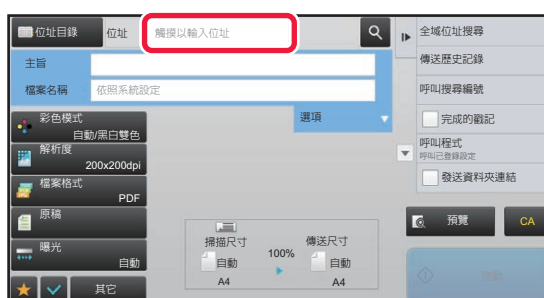 位址目錄
位址
觸摸以輸入位址
主旨
檔案名稱
依照系統設定
選項
彩色模式
自動/黑白雙色
解析度
200x200dpi
檔案格式
PDF
原稿
曝光
自動
其它
掃描尺寸
自動
A4
100%
傳送尺寸
自動
A4
全域位址搜尋
傳送歷史記錄
呼叫搜尋編號
完成的戳記
呼叫程式
呼叫已登錄設定
發送資料夾連結
預覽
CA